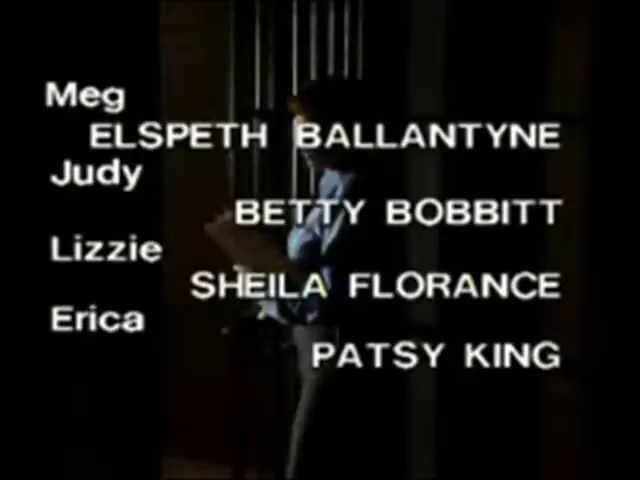 Meg
ELSPETH BALLANTYNE
Judy
BETTY BOBBITT
Lizzie
SHEILA FLORANCE
Erica
PATSY KING